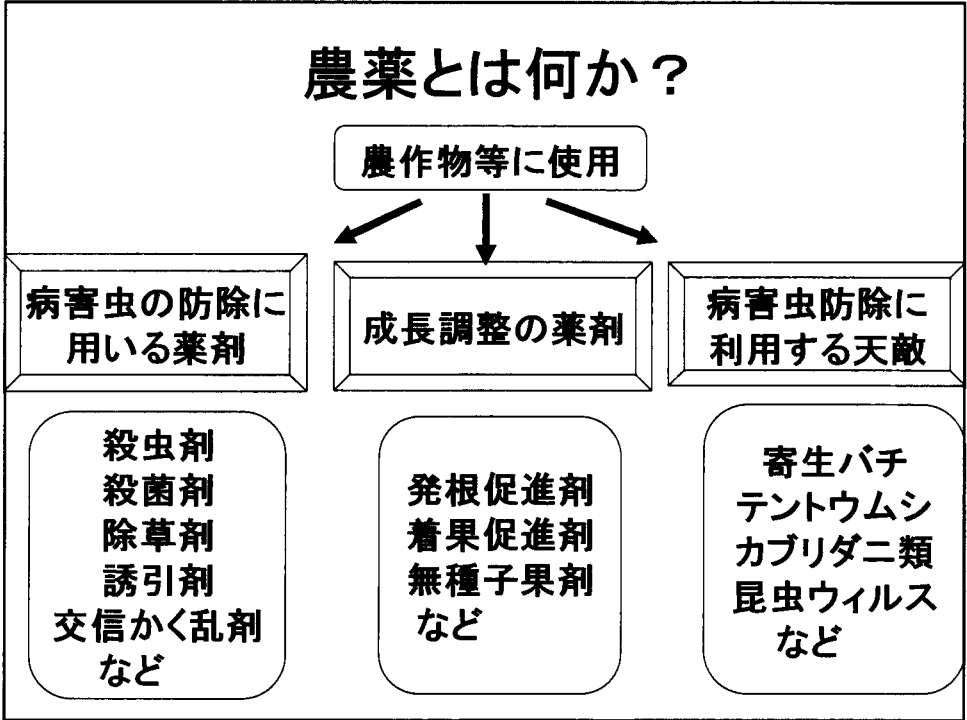 農薬とは何か？
農作物等に使用
病害虫の防除に
用いる薬剤
成長調整の薬剤
病害虫防除に
利用する天敵
殺虫剤
殺菌剤
除草剤
誘引剤
交信かく乱剤
など
発根促進剤
着果促進剤
無種子果剤
など
寄生バチ
テントウムシ
カブリダニ類
昆虫ウィルス
など